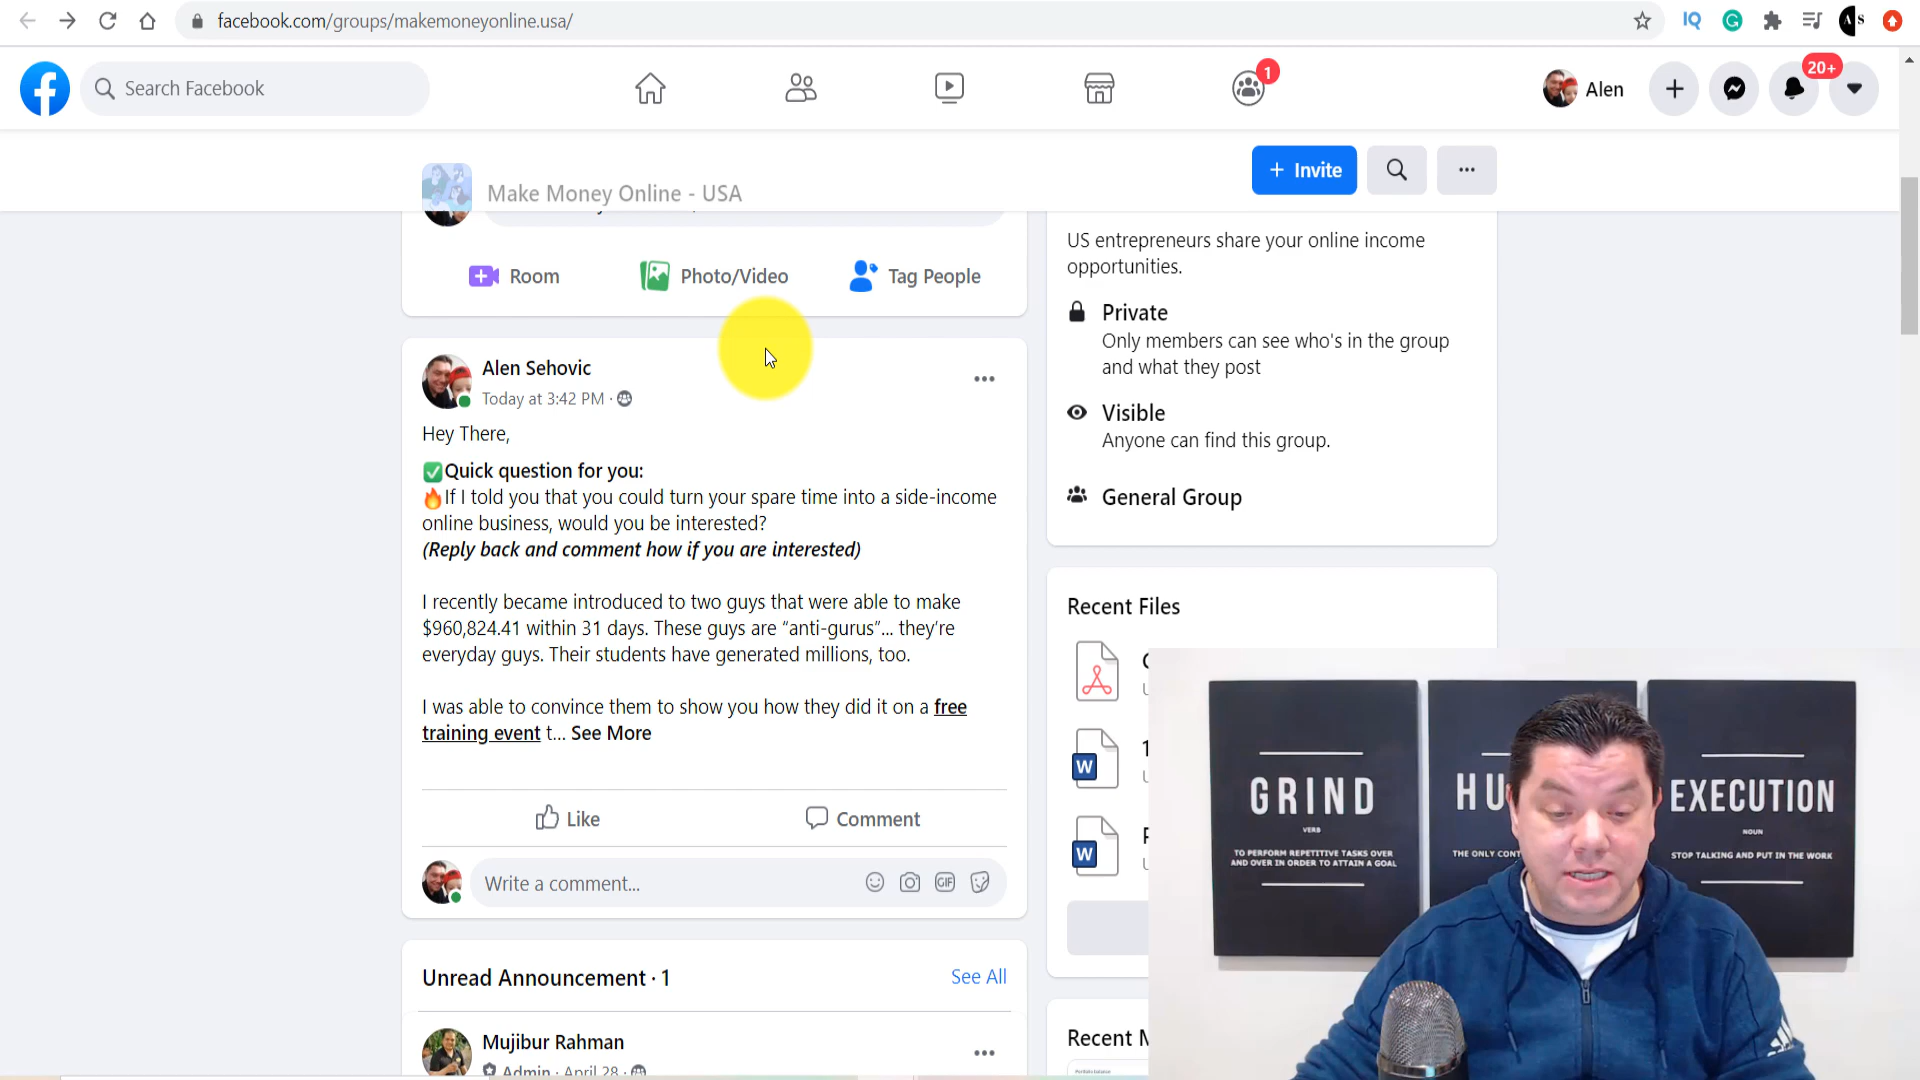 facebook.com/groups/makemoneyonline.usa/
IQ
A S
Search Facebook
1
Alen
20+
Make Money Online - USA
+ Invite
Room
Photo/Video
Tag People
US entrepreneurs share your online income
opportunities.
Private
Only members can see who's in the group
and what they post
Visible
Anyone can find this group.
General Group
Alen Sehovic
Today at 3:42 PM ·
Hey There,
✅Quick question for you:
🔥If I told you that you could turn your spare time into a side-income
online business, would you be interested?
(Reply back and comment how if you are interested)
I recently became introduced to two guys that were able to make
$960,824.41 within 31 days. These guys are “anti-gurus”... they’re
everyday guys. Their students have generated millions, too.
I was able to convince them to show you how they did it on a free
training event t... See More
Like
Comment
Write a comment...
GIF
Unread Announcement · 1
See All
Mujibur Rahman
Admin · April 28 ·
Recent Files
W
W
Recent M
GRIND
VERB
TO PERFORM REPETITIVE TASKS OVER
AND OVER IN ORDER TO ATTAIN A GOAL
HU
THE ONLY CONT
EXECUTION
NOUN
STOP TALKING AND PUT IN THE WORK